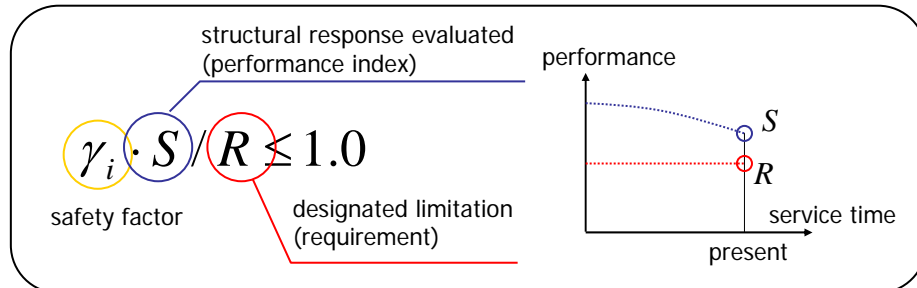 structural response evaluated
(performance index)
γi · S / R ≤ 1.0
safety factor
designated limitation
(requirement)
performance
S
R
service time
present